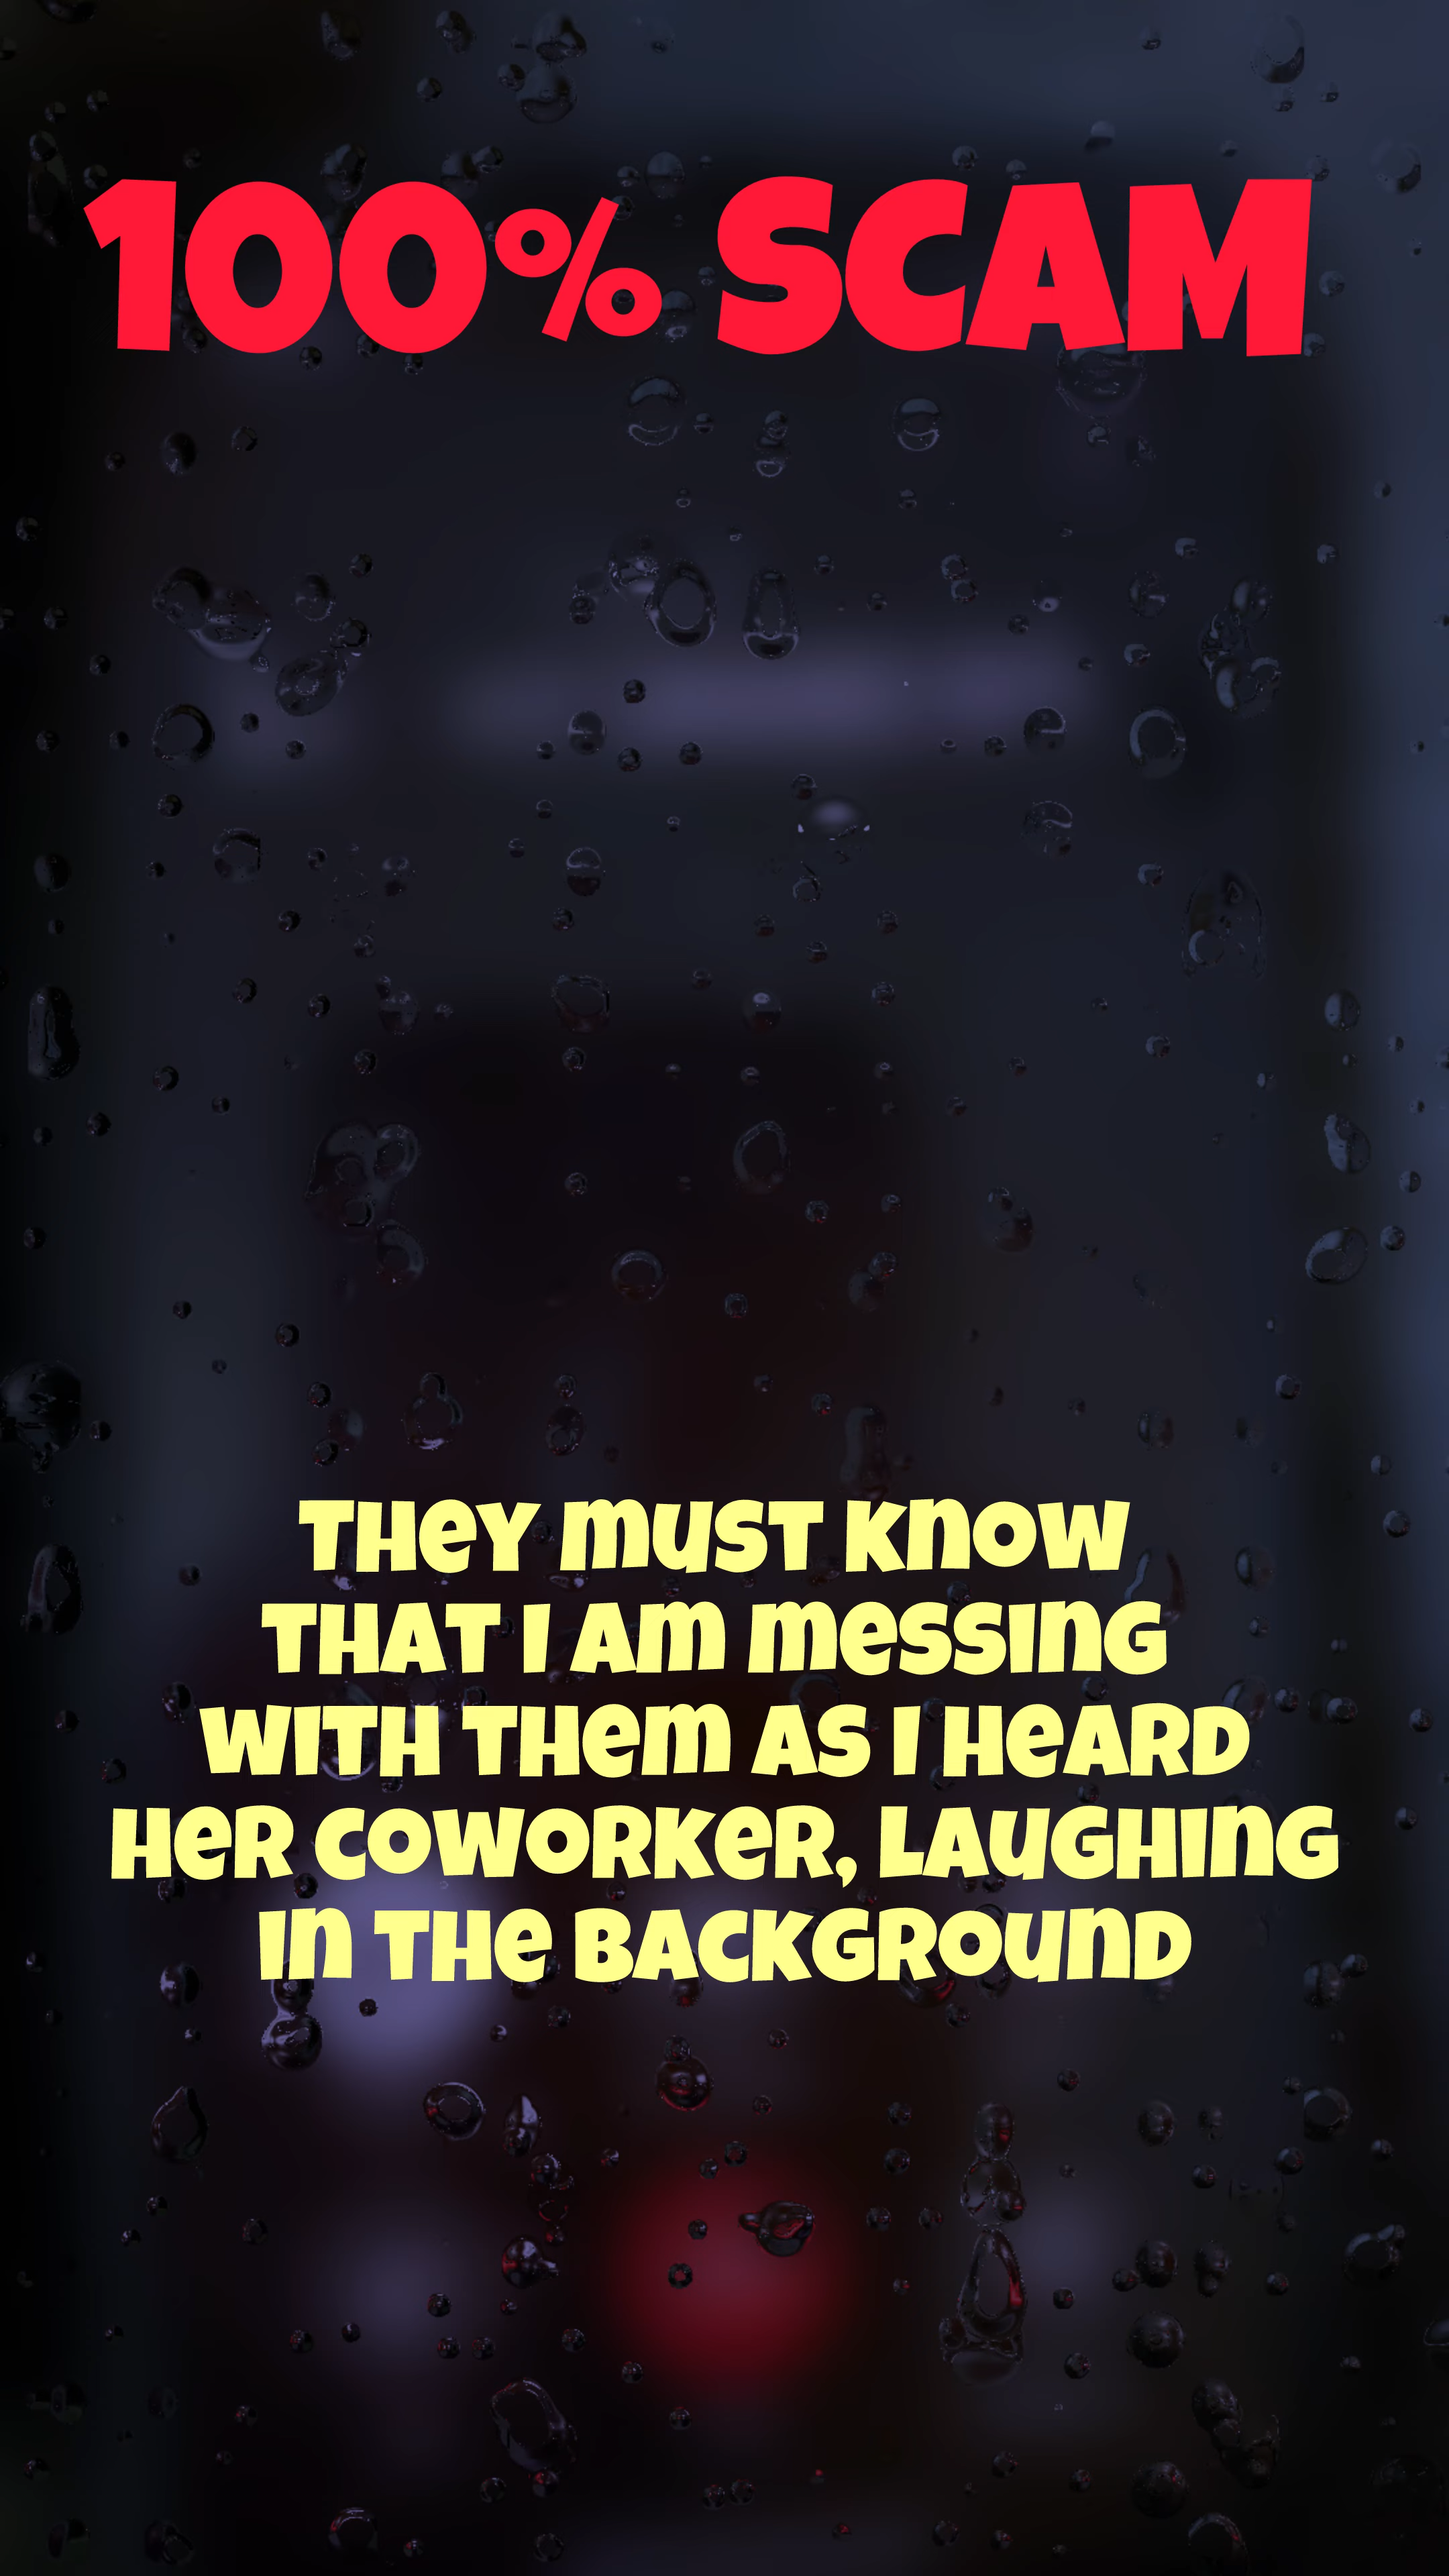 100% SCAM
THEY MUST KNOW
THAT I AM MESSING
WITH THEM AS I HEARD
HER COWORKER, LAUGHING
IN THE BACKGROUND